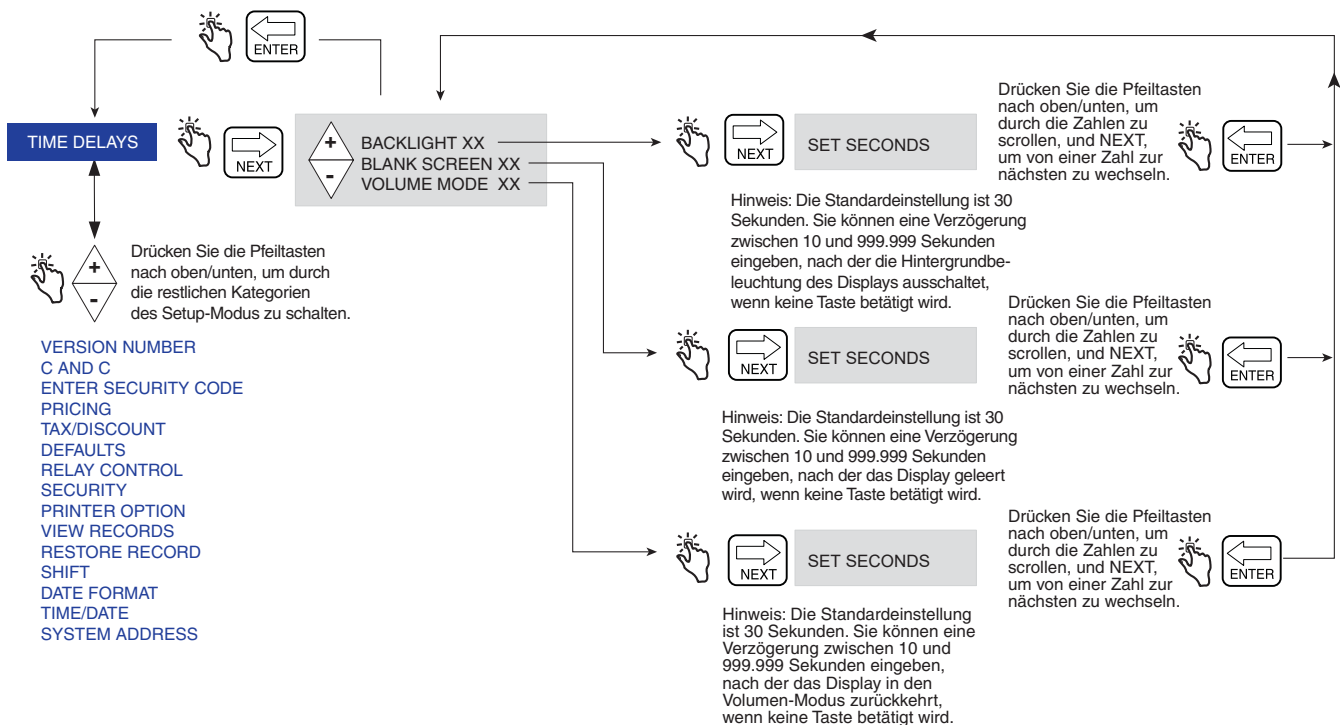 ENTER
TIME DELAYS
NEXT
+
-
BACKLIGHT XX
BLANK SCREEN XX
VOLUME MODE XX
NEXT
SET SECONDS
Drücken Sie die Pfeiltasten
nach oben/unten, um
durch die Zahlen zu
scrollen, und NEXT,
um von einer Zahl zur
nächsten zu wechseln.
ENTER
Hinweis: Die Standardeinstellung ist 30
Sekunden. Sie können eine Verzögerung
zwischen 10 und 999.999 Sekunden
eingeben, nach der die Hintergrundbe-
leuchtung des Displays ausschaltet,
wenn keine Taste betätigt wird.
+
-
Drücken Sie die Pfeiltasten
nach oben/unten, um durch
die restlichen Kategorien
des Setup-Modus zu schalten.
VERSION NUMBER
C AND C
ENTER SECURITY CODE
PRICING
TAX/DISCOUNT
DEFAULTS
RELAY CONTROL
SECURITY
PRINTER OPTION
VIEW RECORDS
RESTORE RECORD
SHIFT
DATE FORMAT
TIME/DATE
SYSTEM ADDRESS
NEXT
SET SECONDS
Drücken Sie die Pfeiltasten
nach oben/unten, um
durch die Zahlen zu
scrollen, und NEXT,
um von einer Zahl zur
nächsten zu wechseln.
ENTER
Hinweis: Die Standardeinstellung ist 30
Sekunden. Sie können eine Verzögerung
zwischen 10 und 999.999 Sekunden
eingeben, nach der das Display geleert
wird, wenn keine Taste betätigt wird.
NEXT
SET SECONDS
Drücken Sie die Pfeiltasten
nach oben/unten, um
durch die Zahlen zu
scrollen, und NEXT,
um von einer Zahl zur
nächsten zu wechseln.
ENTER
Hinweis: Die Standardeinstellung
ist 30 Sekunden. Sie können eine
Verzögerung zwischen 10 und
999.999 Sekunden eingeben,
nach der das Display in den
Volumen-Modus zurückkehrt,
wenn keine Taste betätigt wird.